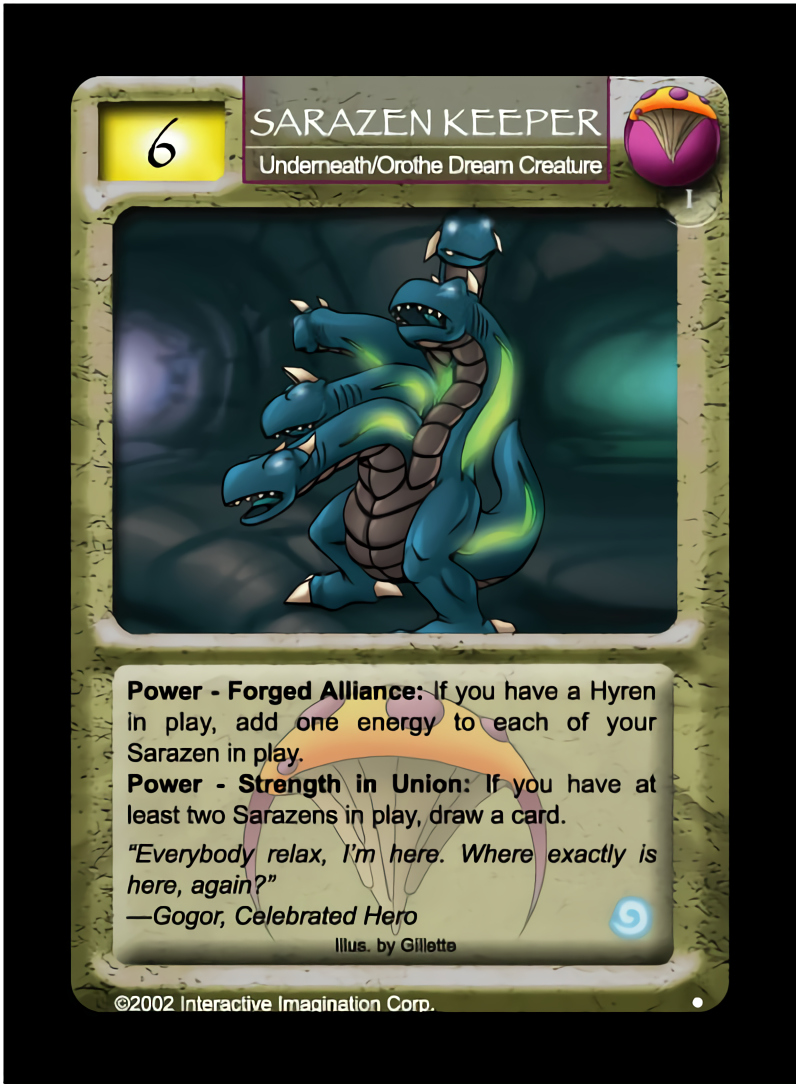 6
SARAZEN KEEPER
Underneath/Orothe Dream Creature
1
Power - Forged Alliance: If you have a Hyren
in play, add one energy to each of your
Sarazen in play.
Power - Strength in Union: If you have at
least two Sarazens in play, draw a card.
“Everybody relax, I’m here. Where exactly is
here, again?”
—Gogor, Celebrated Hero
Illus. by Gillette
©2002 Interactive Imagination Corp.